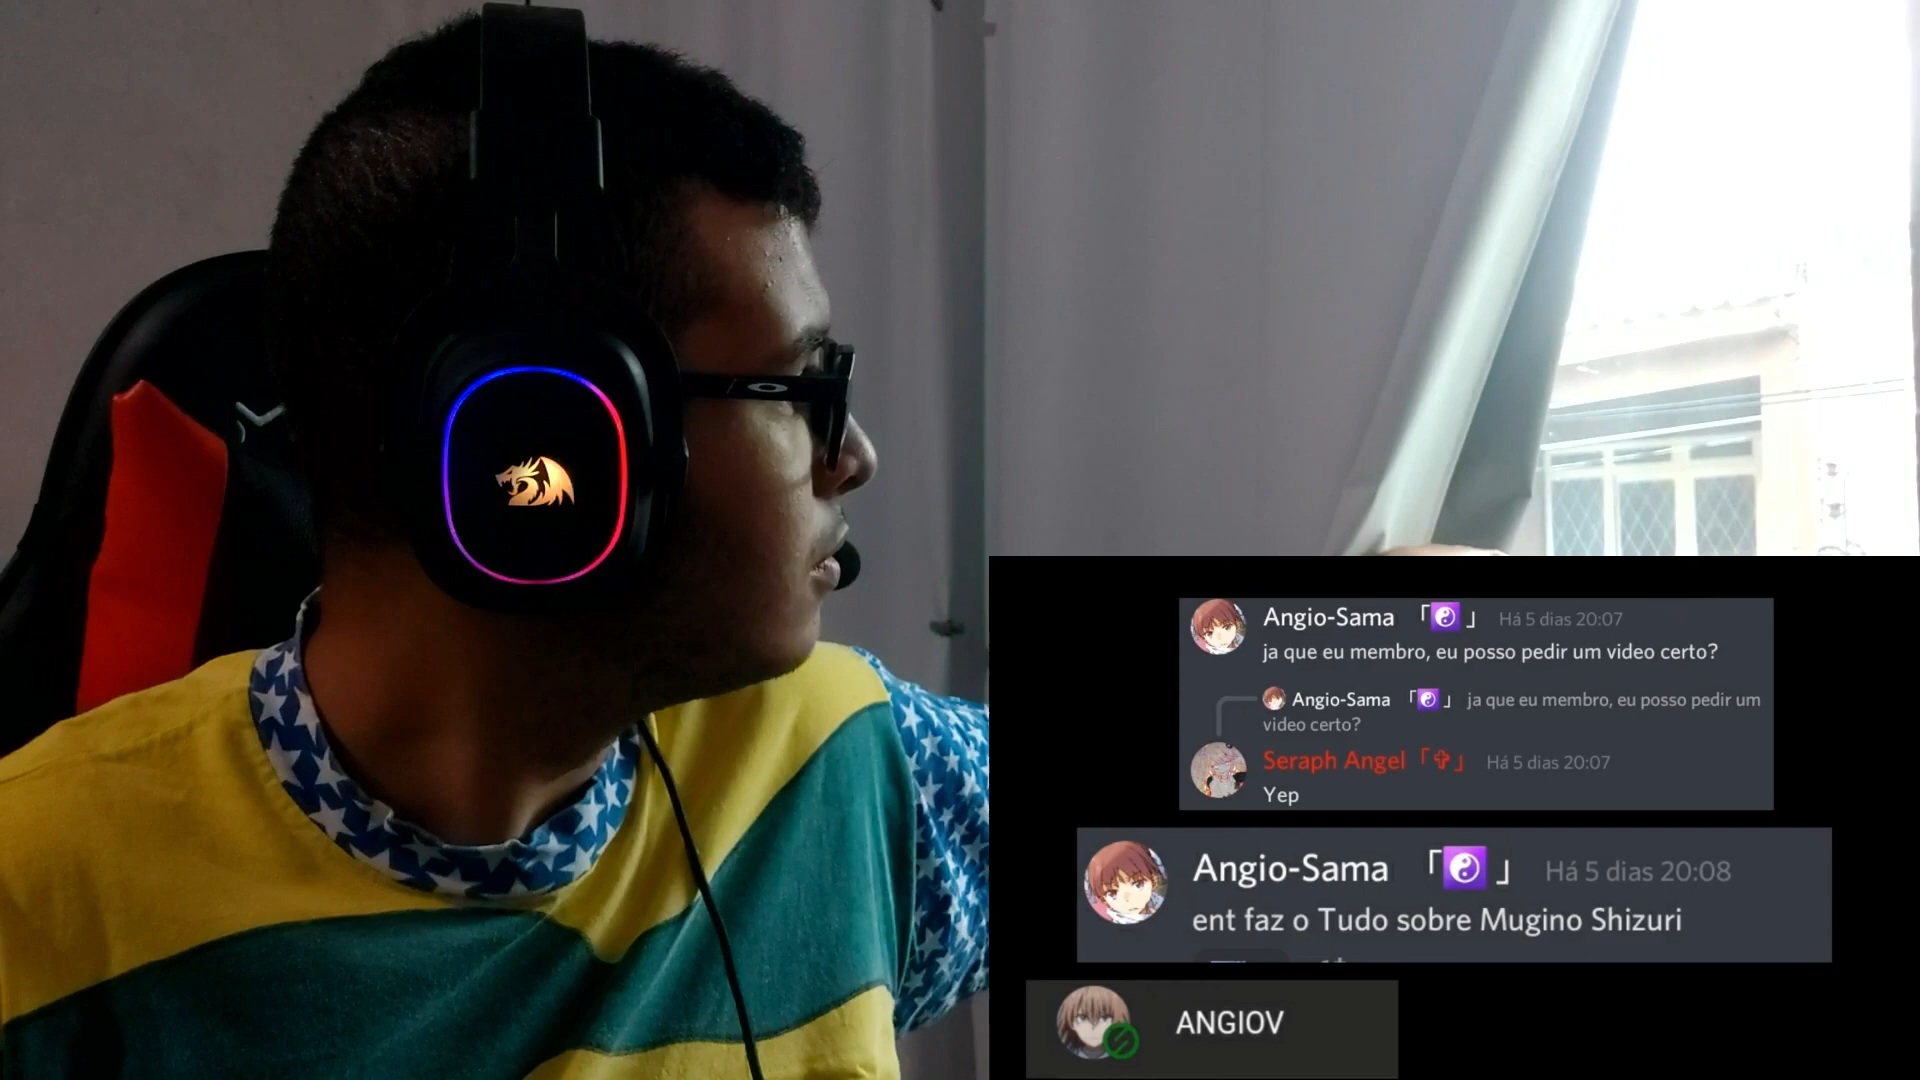 Angio-Sama 「☯」 Há 5 dias 20:07
ja que eu membro, eu posso pedir um video certo?
Angio-Sama 「☯」 ja que eu membro, eu posso pedir um
video certo?
Seraph Angel「✞」 Há 5 dias 20:07
Yep
Angio-Sama 「☯」 Há 5 dias 20:08
ent faz o Tudo sobre Mugino Shizuri
ANGIOV